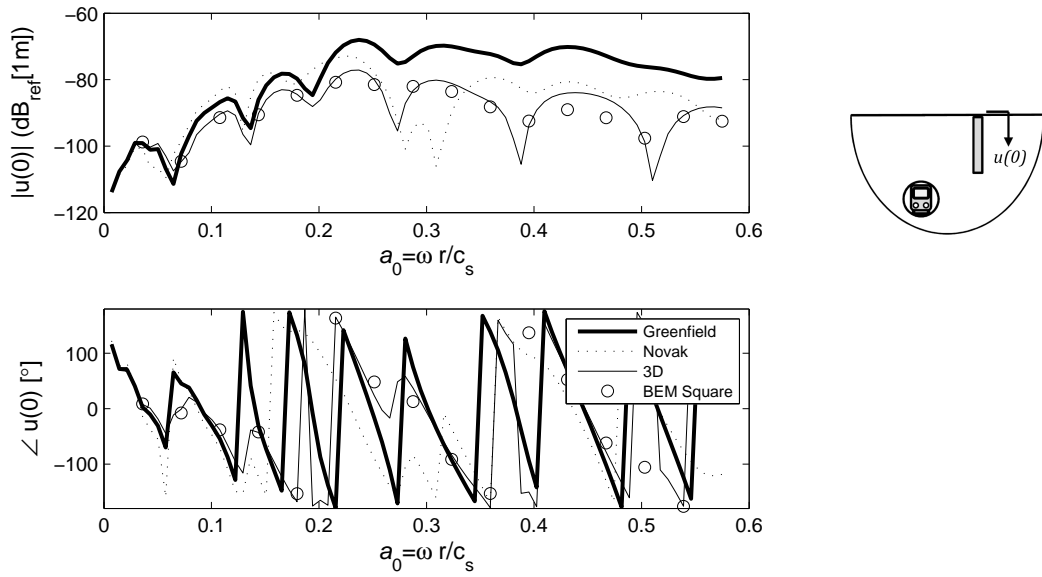 −60
−80
−100
−120
|u(0)| (dB_ref[1m]
0 0.1 0.2 0.3 0.4 0.5 0.6
a_0=ω r/c_s
u(0)
100
0
−100
∠ u(0) [°]
Greenfield
Novak
3D
BEM Square
0 0.1 0.2 0.3 0.4 0.5 0.6
a_0=ω r/c_s